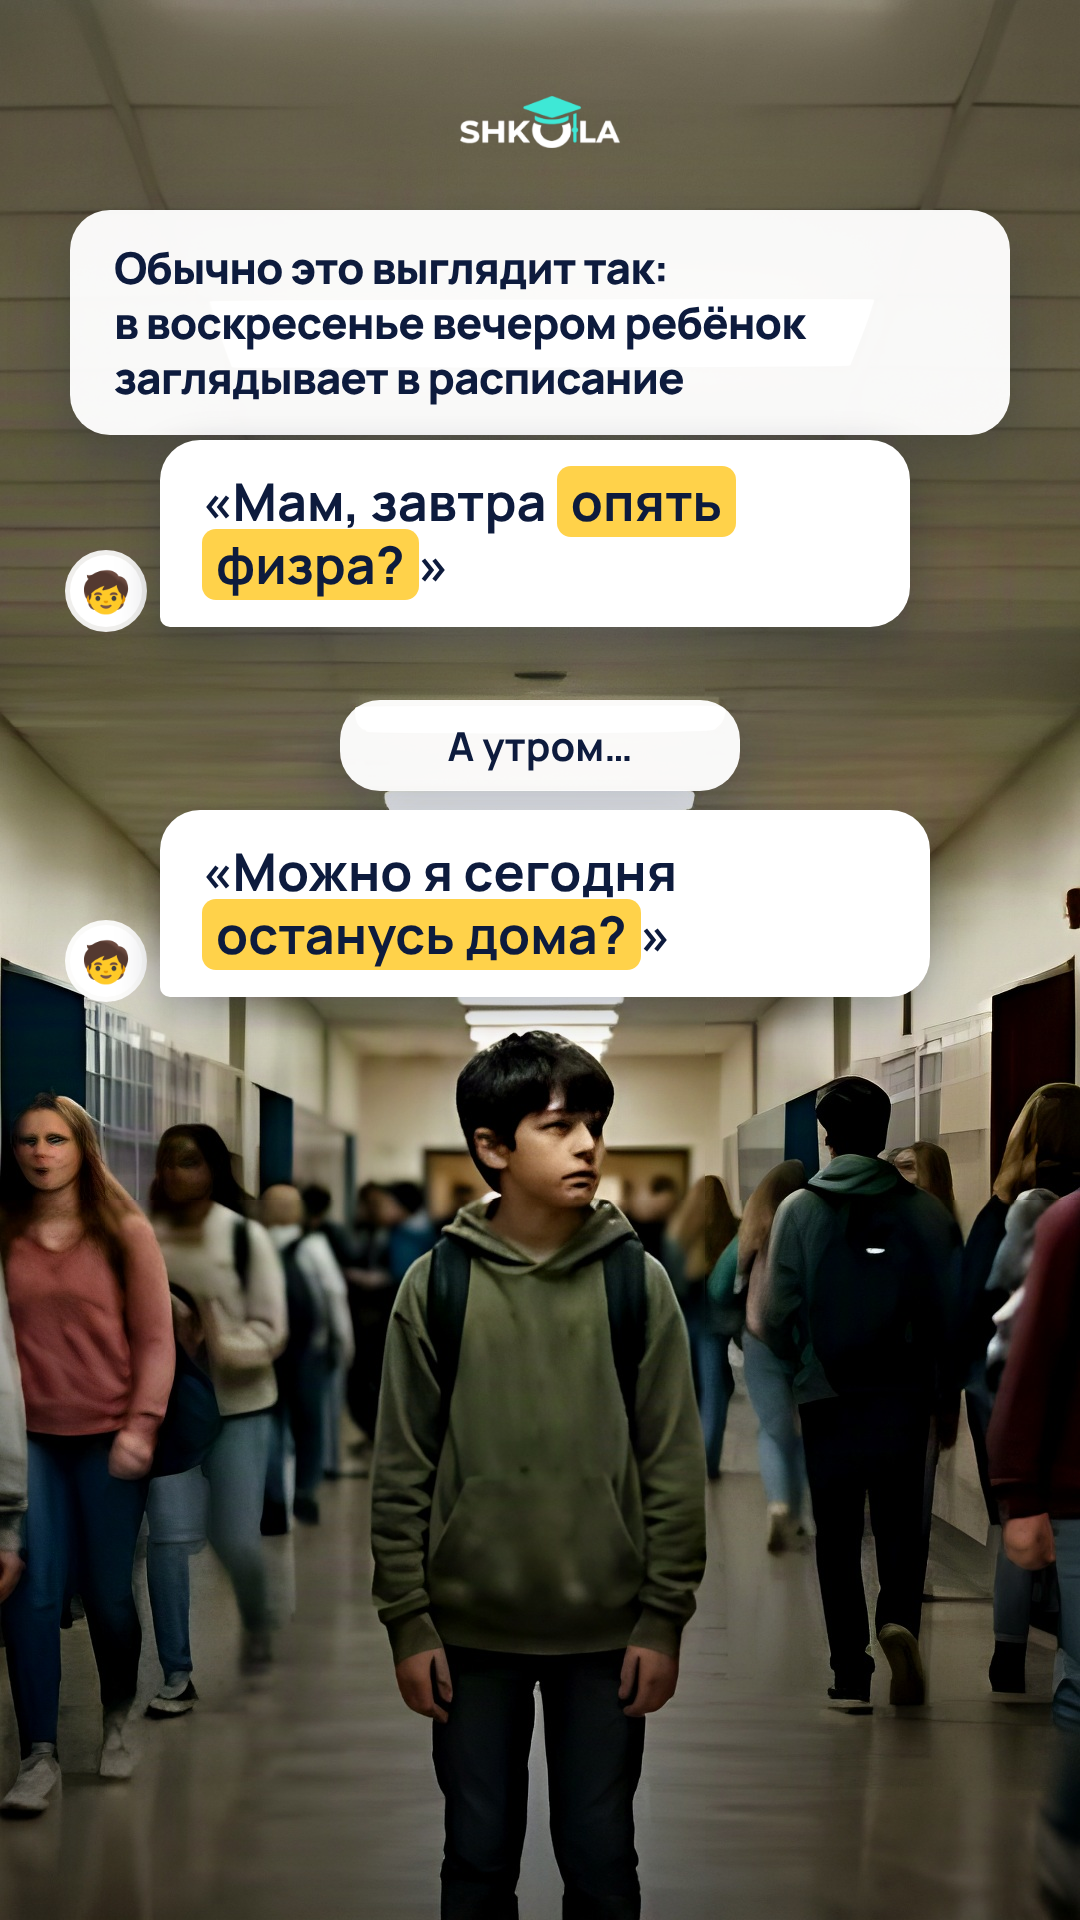 SHKOLA
Обычно это выглядит так:
в воскресенье вечером ребёнок
заглядывает в расписание
«Мам, завтра опять
физра?»
А утром...
«Можно я сегодня
останусь дома?»